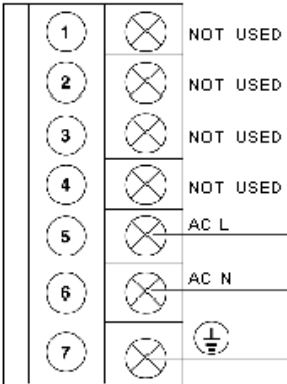 1 NOT USED
2 NOT USED
3 NOT USED
4 NOT USED
5 AC L
6 AC N
7